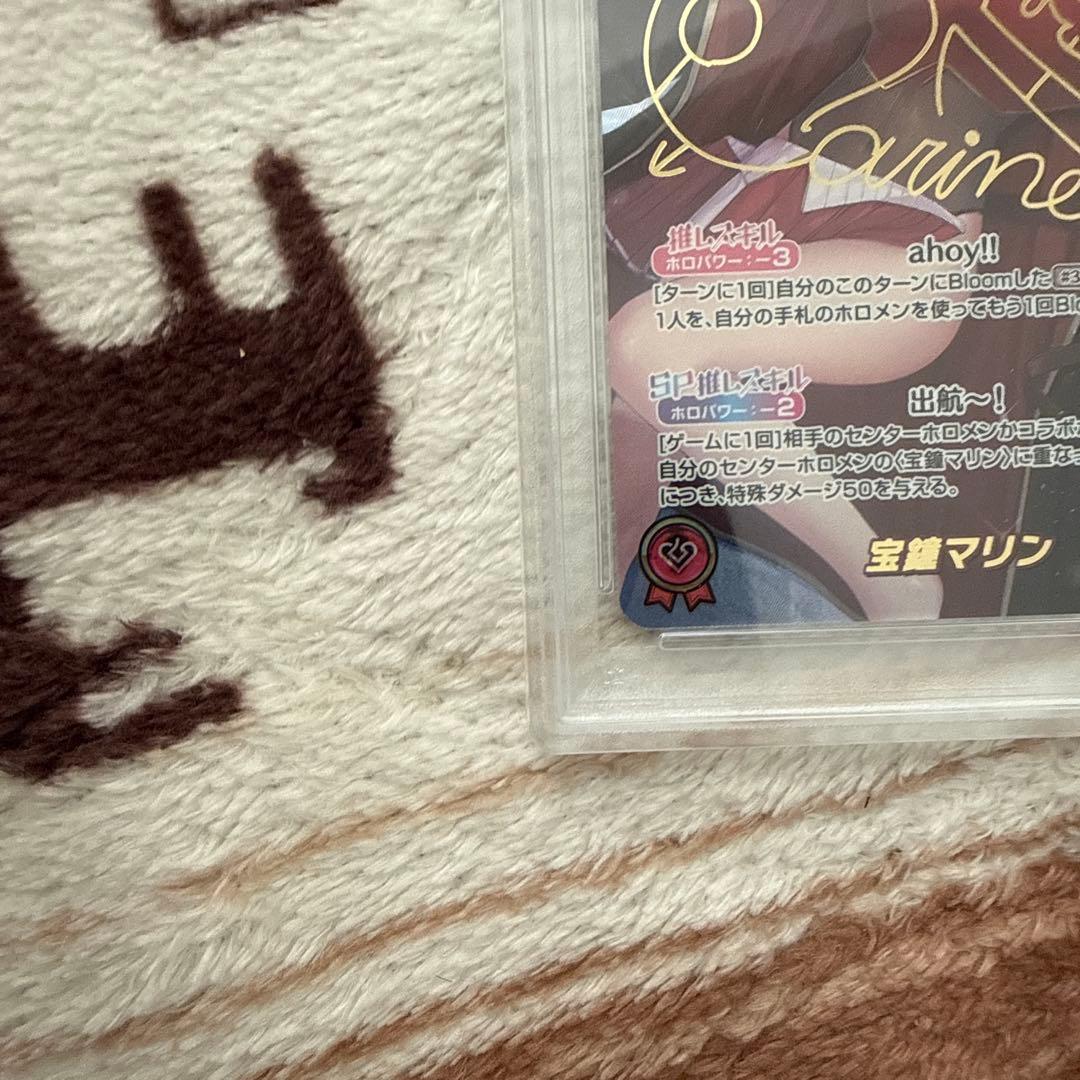 Carine
推しスキル
ホロパワー：－3
ahoy!!
[ターンに1回]自分のこのターンにBloomした #3
1人を、自分の手札のホロメンを使ってもう1回Blo
SP推しスキル
ホロパワー：－2
出航～！
[ゲームに1回]相手のセンターホロメンかコラボ
自分のセンターホロメンの〈宝鐘マリン〉に重な
につき、特殊ダメージ50を与える。
宝鐘マリン